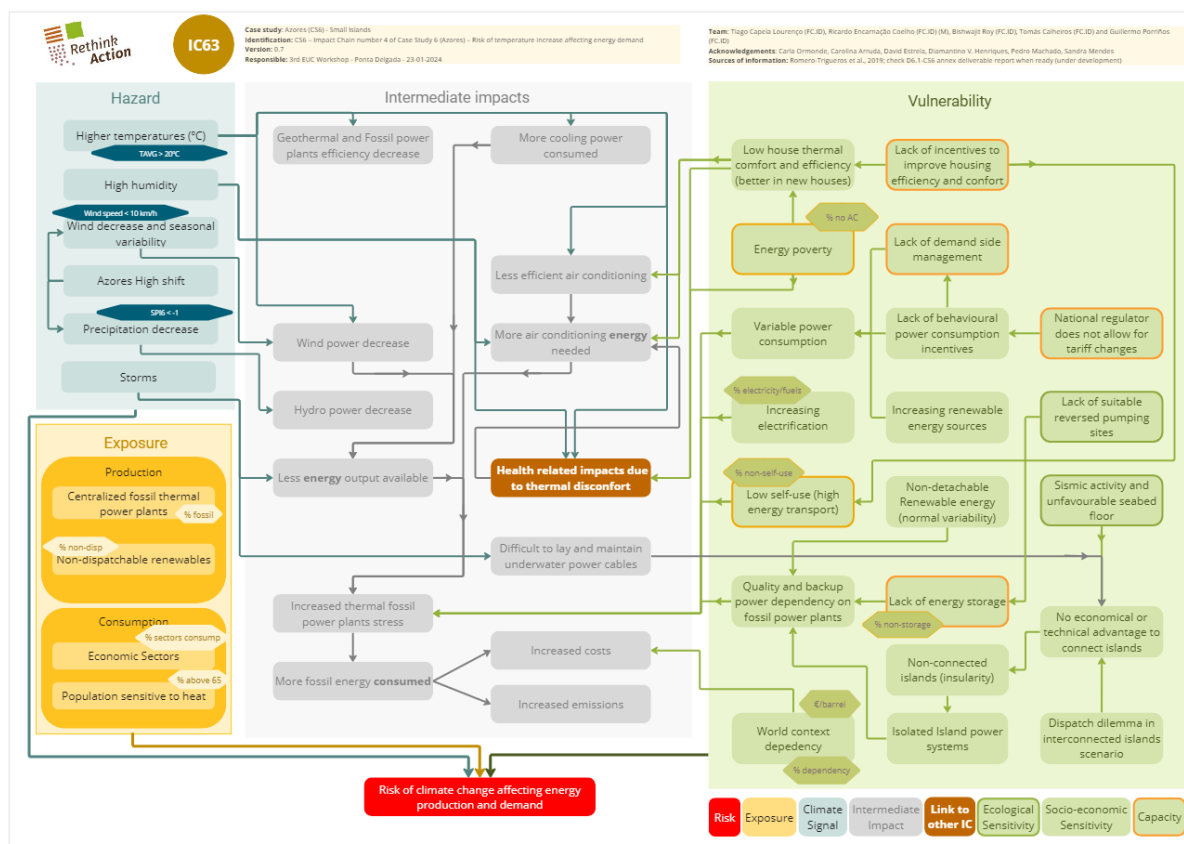 Rethink
Action
IC63
Case study: Azores (CS6) - Small Islands
Identification: CS6 – Impact Chain number 4 of Case Study 6 (Azores) – Risk of temperature increase affecting energy demand
Version: 0.7
Responsible: 3rd EUC Workshop - Ponta Delgada - 23-01-2024
Team: Tiago Capela Lourenço (FC.ID), Ricardo Encarnação Coelho (FC.ID) (M), Bishwajit Roy (FC.ID), Tomás Calheiros (FC.ID) and Guillermo Porriños
(FC.ID)
Acknowledgements: Carla Ormonde, Carolina Arruda, David Estrela, Diamantino V. Henriques, Pedro Machado, Sandra Mendes
Sources of information: Romero-Trigueros et al., 2019; check D6.1-CS6 annex deliverable report when ready (under development)
Hazard
Higher temperatures (ºC)
TAVG > 20ºC
High humidity
Wind speed < 10 km/h
Wind decrease and seasonal
variability
Azores High shift
SPI6 < -1
Precipitation decrease
Storms
Exposure
Production
Centralized fossil thermal
power plants
% fossil
% non-disp
Non-dispatchable renewables
Consumption
% sectors consump
Economic Sectors
% above 65
Population sensitive to heat
Intermediate impacts
Geothermal and Fossil power
plants efficiency decrease
More cooling power
consumed
Less efficient air conditioning
Wind power decrease
More air conditioning energy
needed
Hydro power decrease
Less energy output available
Health related impacts due
to thermal disconfort
Difficult to lay and maintain
underwater power cables
Increased thermal fossil
power plants stress
More fossil energy consumed
Increased costs
Increased emissions
Vulnerability
Low house thermal
comfort and efficiency
(better in new houses)
Lack of incentives to
improve housing
efficiency and confort
% no AC
Energy poverty
Lack of demand side
management
Variable power
consumption
Lack of behavioural
power consumption
incentives
National regulator
does not allow for
tariff changes
% electricity/fuels
Increasing
electrification
Increasing renewable
energy sources
Lack of suitable
reversed pumping
sites
% non-self-use
Low self-use (high
energy transport)
Non-detachable
Renewable energy
(normal variability)
Sismic activity and
unfavourable seabed
floor
Quality and backup
power dependency on
fossil power plants
Lack of energy storage
% non-storage
No economical or
technical advantage to
connect islands
Non-connected
islands (insularity)
€/barrel
World context
depedency
% dependency
Isolated Island power
systems
Dispatch dilemma in
interconnected islands
scenario
Risk of climate change affecting energy
production and demand
Risk
Exposure
Climate
Signal
Intermediate
Impact
Link to
other IC
Ecological
Sensitivity
Socio-economic
Sensitivity
Capacity